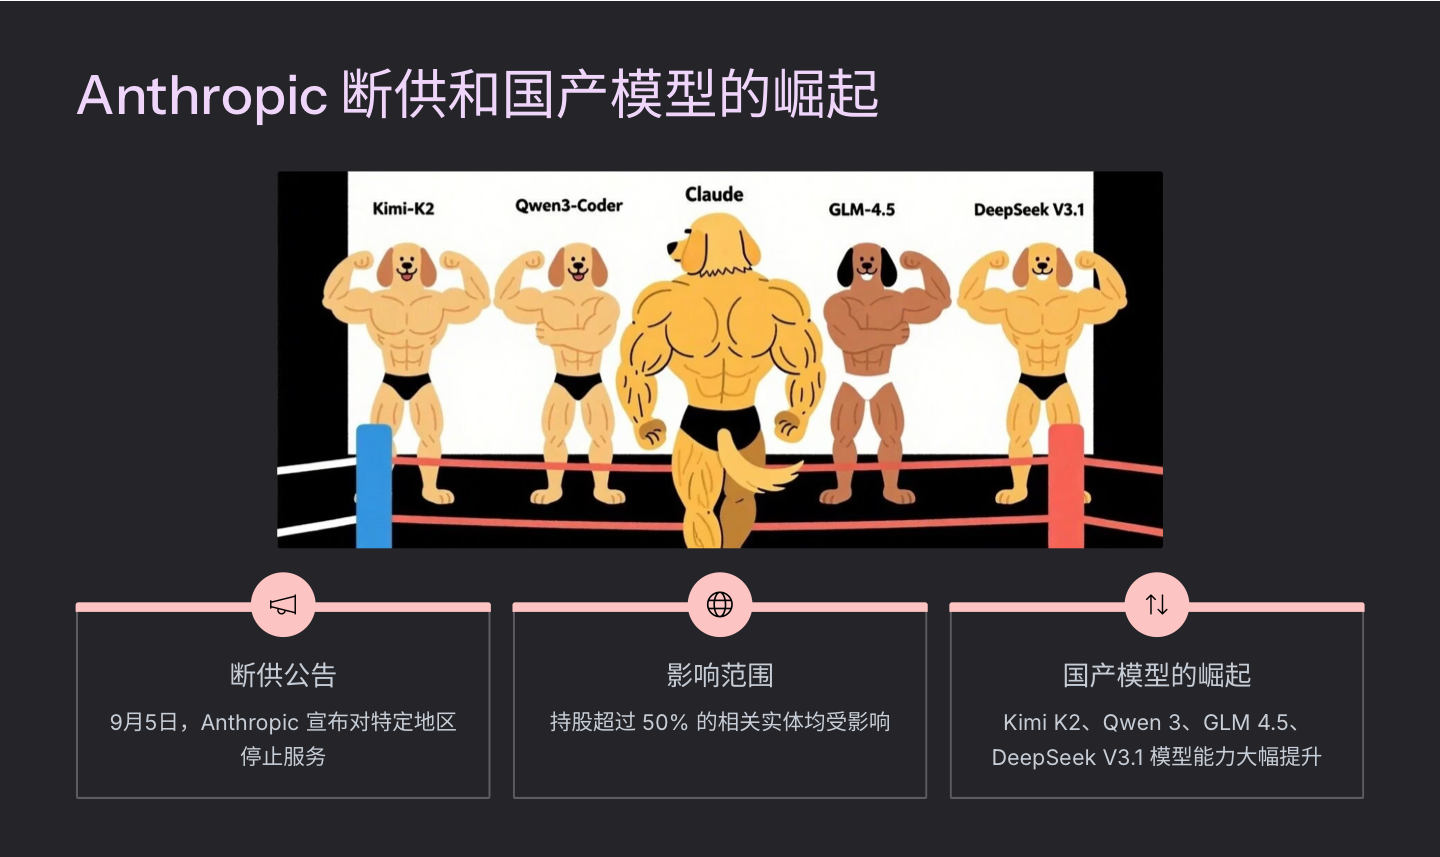 Anthropic 断供和国产模型的崛起
Kimi-K2
Qwen3-Coder
Claude
GLM-4.5
DeepSeek V3.1
断供公告
9月5日，Anthropic 宣布对特定地区
停止服务
影响范围
持股超过 50% 的相关实体均受影响
国产模型的崛起
Kimi K2、Qwen 3、GLM 4.5、
DeepSeek V3.1 模型能力大幅提升